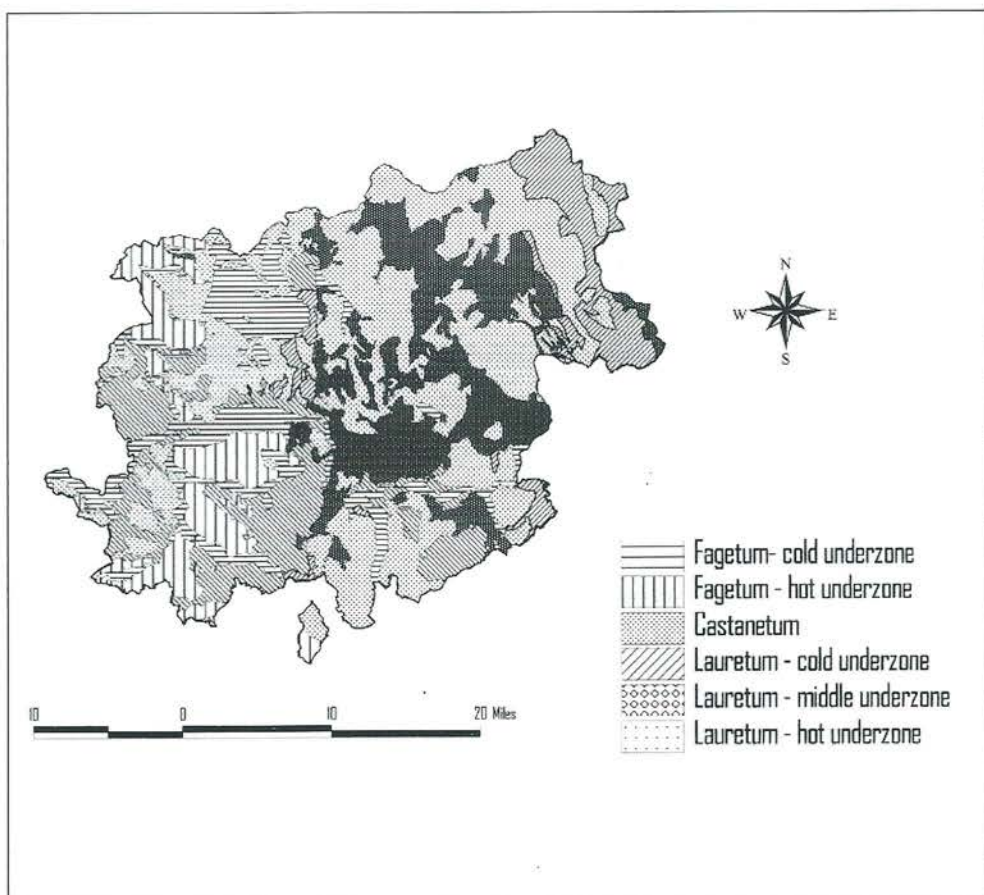 N
W E
S
Fagetum- cold underzone
Fagetum - hot underzone
Castanetum
Lauretum - cold underzone
Lauretum - middle underzone
Lauretum - hot underzone
10 0 10 20 Miles